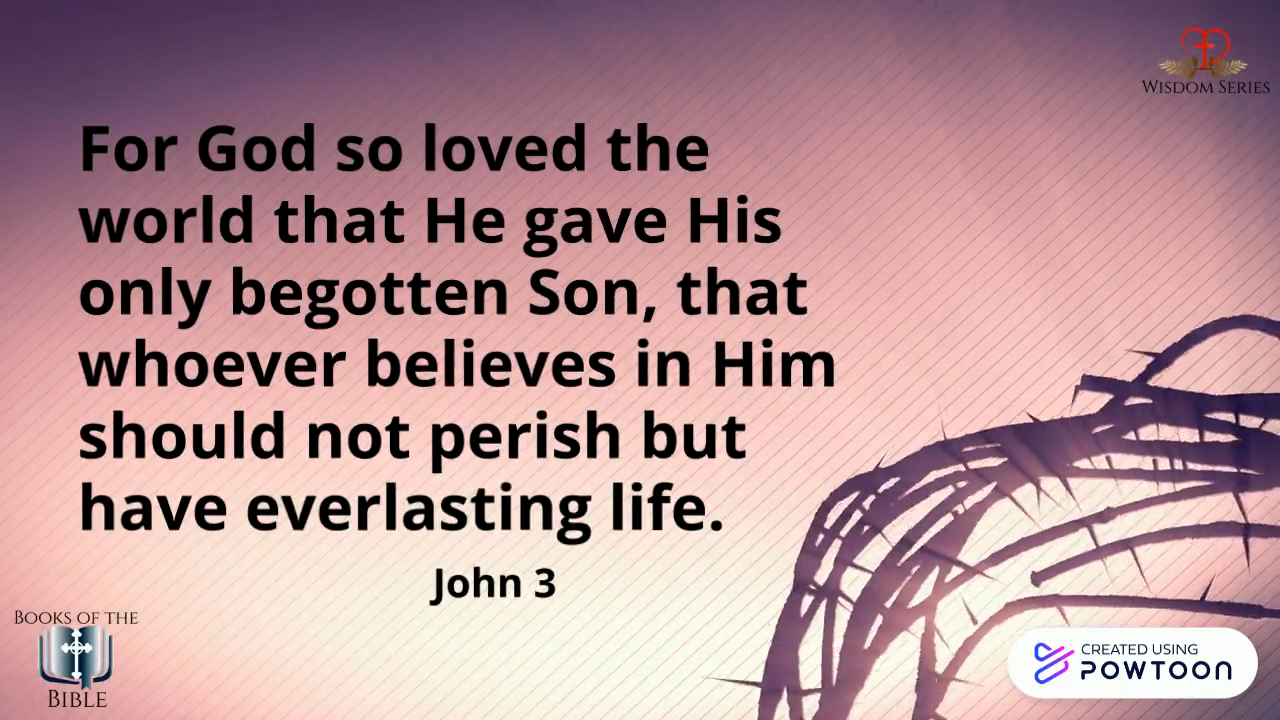 WISDOM SERIES
For God so loved the
world that He gave His
only begotten Son, that
whoever believes in Him
should not perish but
have everlasting life.
John 3
BOOKS OF THE
BIBLE
CREATED USING
POWTOON